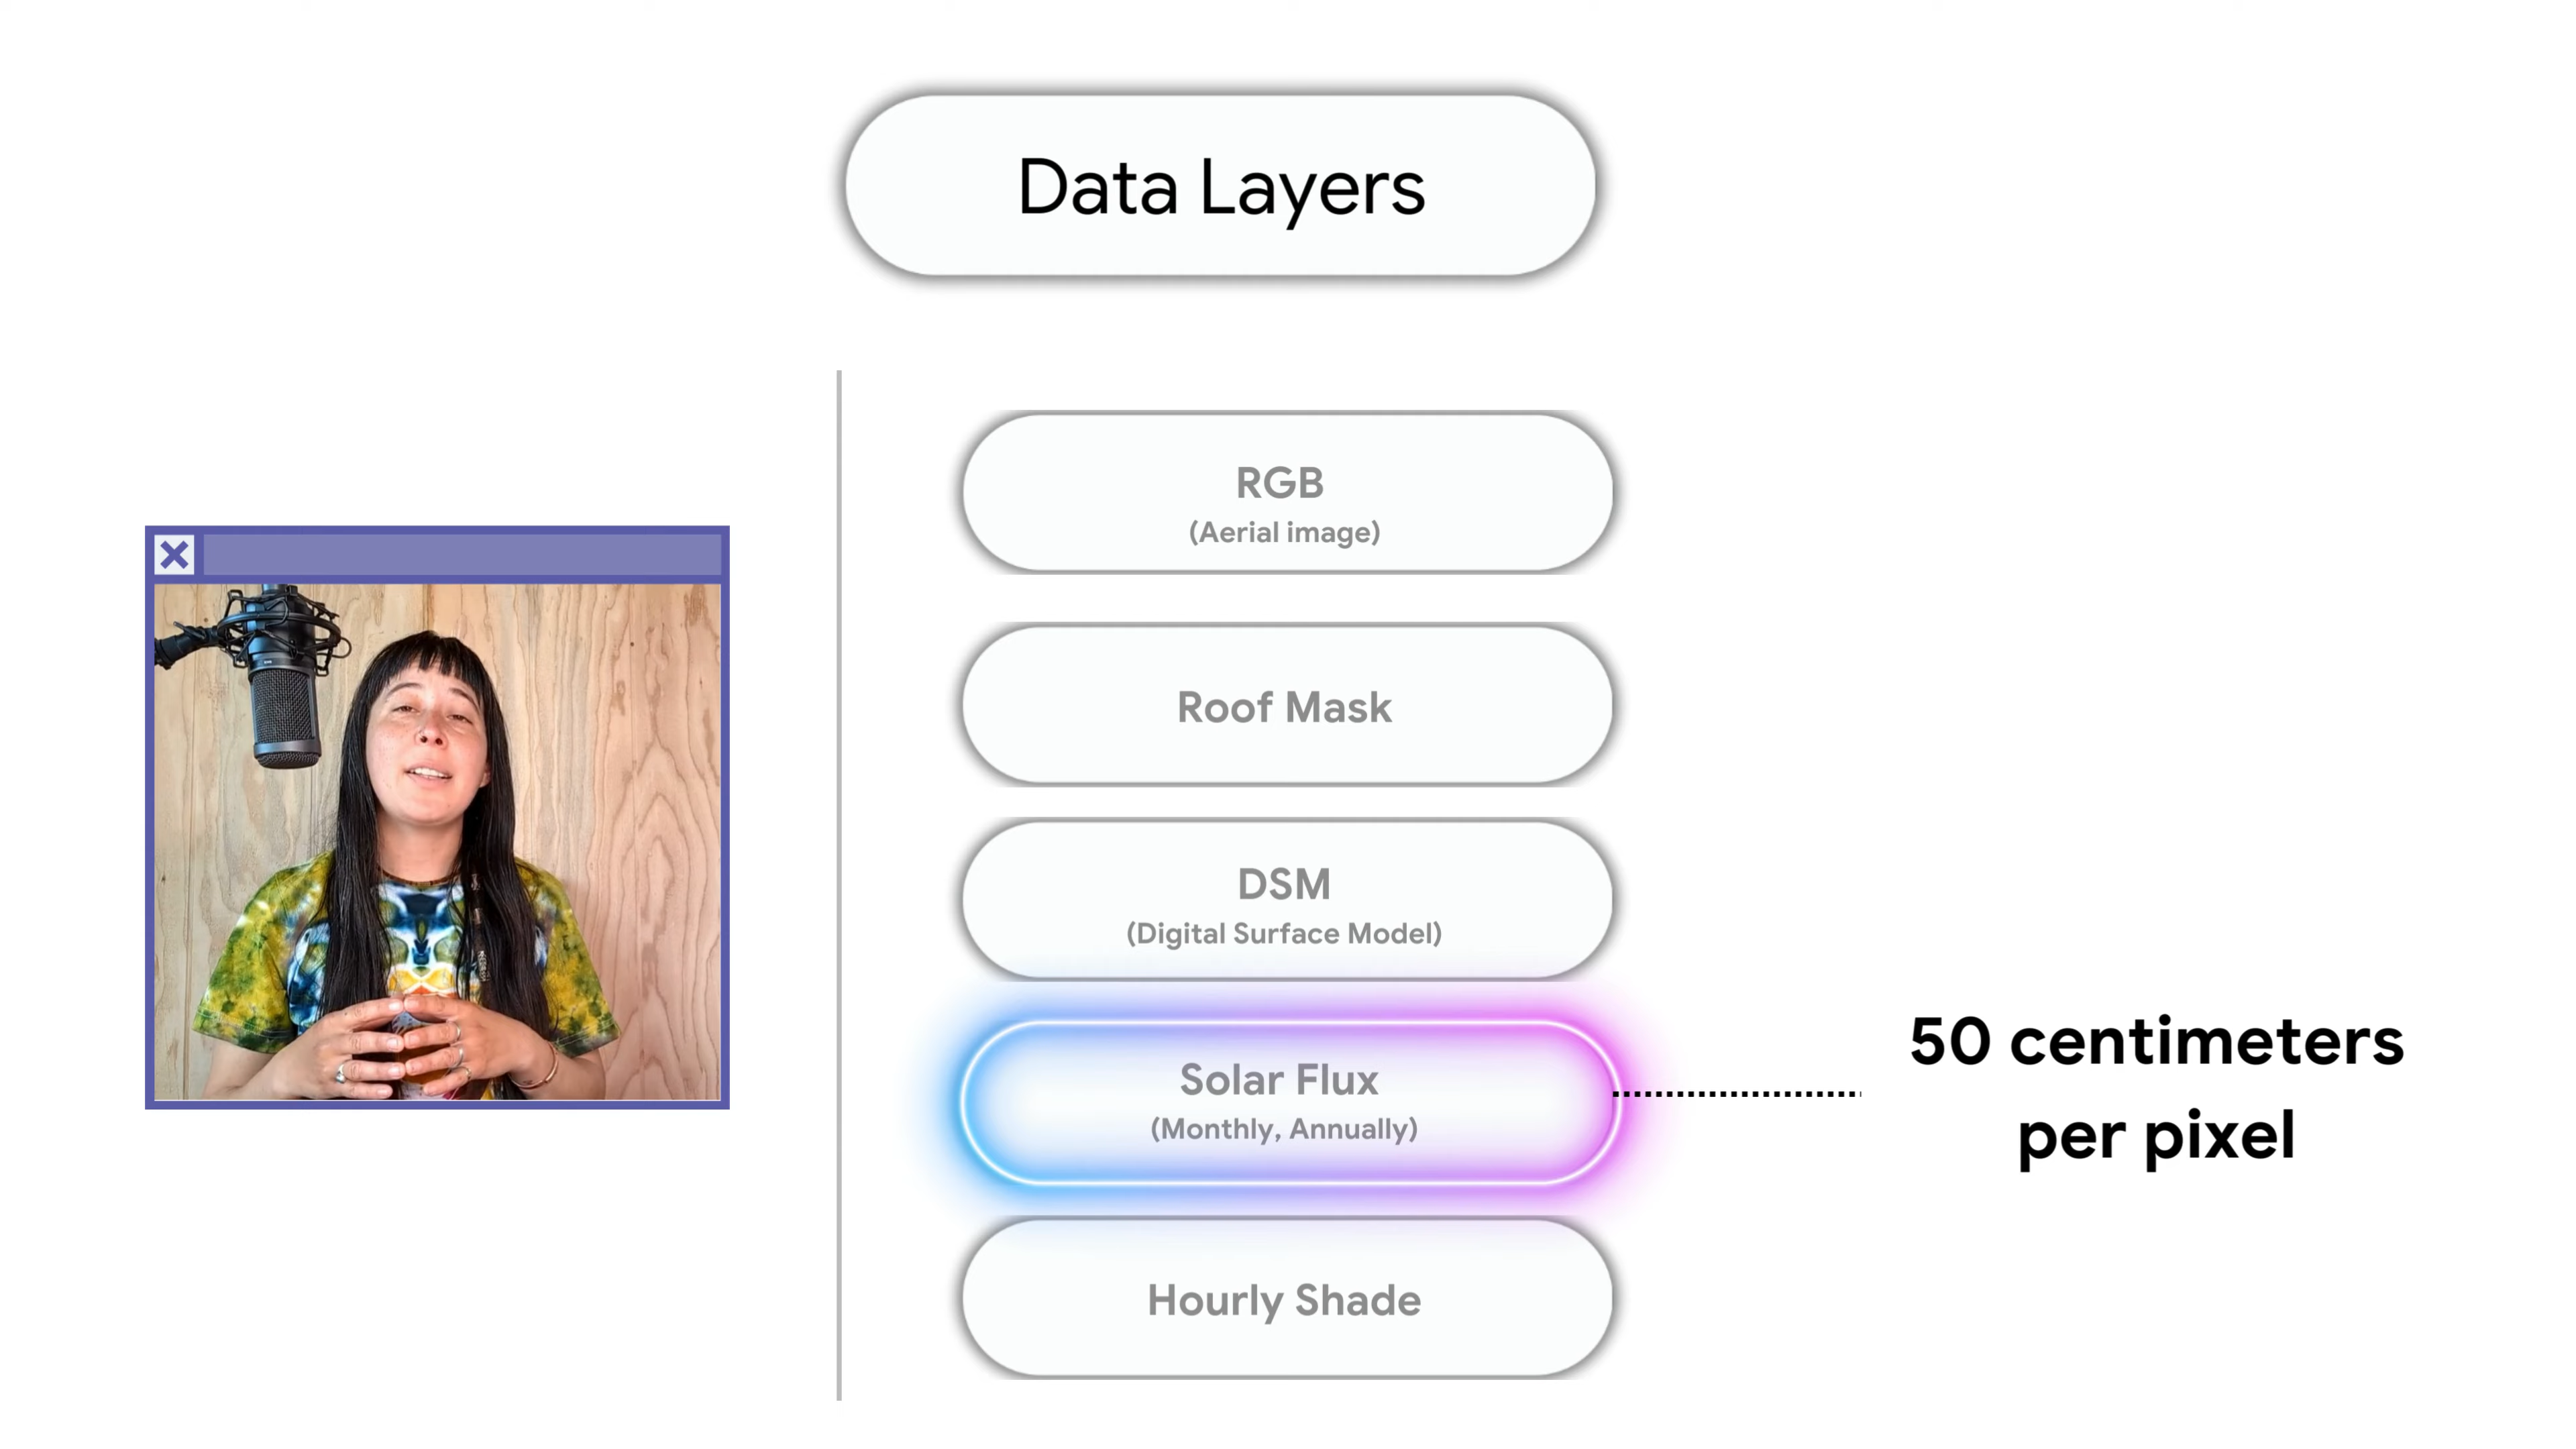 Data Layers
RGB
(Aerial image)
Roof Mask
DSM
(Digital Surface Model)
Solar Flux
(Monthly, Annually)
50 centimeters
per pixel
Hourly Shade